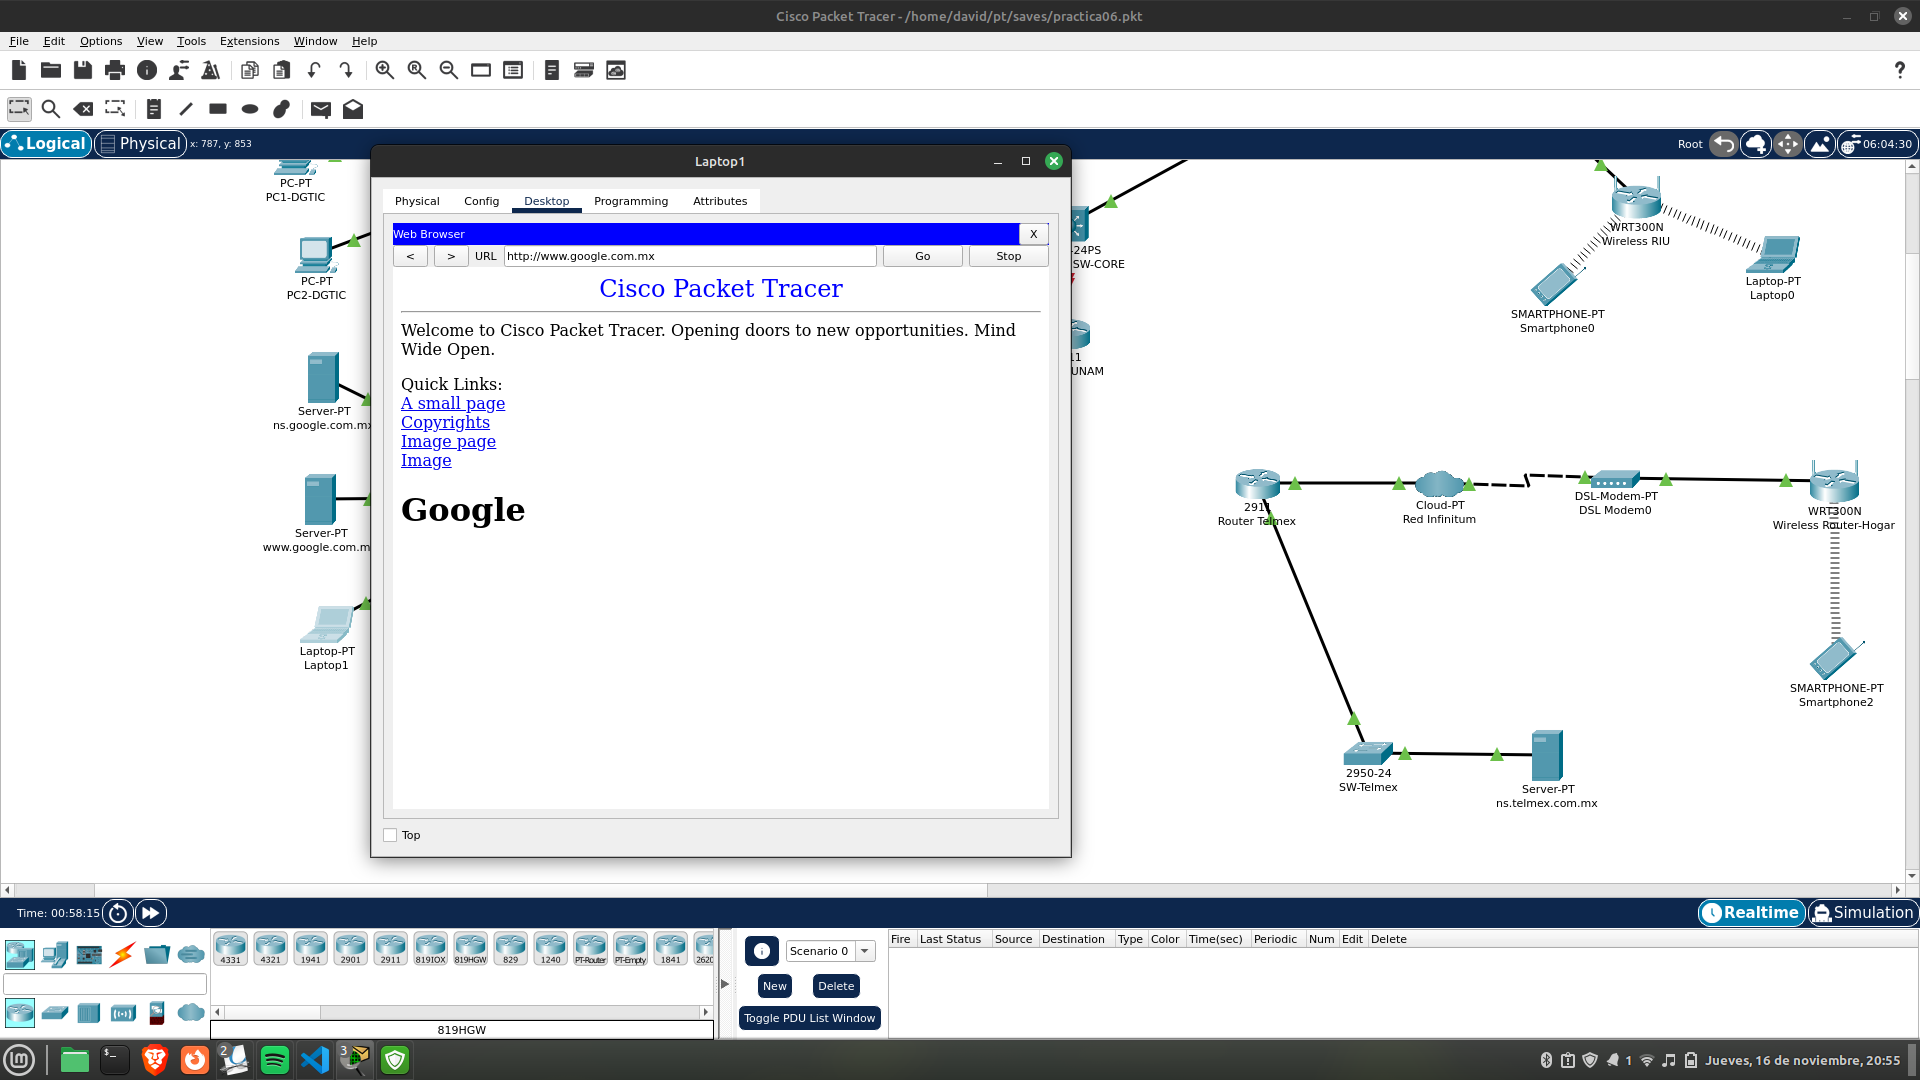 Cisco Packet Tracer - /home/david/pt/saves/practica06.pkt
File Edit Options View Tools Extensions Window Help
?
Logical Physical x: 787, y: 853 Root 06:04:30
PC-PT
PC1-DGTIC
PC-PT
PC2-DGTIC
Server-PT
ns.google.com.mx
Server-PT
www.google.com.m
Laptop-PT
Laptop1
Laptop1
Physical Config Desktop Programming Attributes
Web Browser X
< > URL http://www.google.com.mx Go Stop
Cisco Packet Tracer
Welcome to Cisco Packet Tracer. Opening doors to new opportunities. Mind
Wide Open.
Quick Links:
A small page
Copyrights
Image page
Image
Google
Top
-24PS
SW-CORE
11
UNAM
WRT300N
Wireless RIU
SMARTPHONE-PT
Smartphone0
Laptop-PT
Laptop0
2911
Router Telmex
Cloud-PT
Red Infinitum
DSL-Modem-PT
DSL Modem0
WRT300N
Wireless Router-Hogar
SMARTPHONE-PT
Smartphone2
2950-24
SW-Telmex
Server-PT
ns.telmex.com.mx
Time: 00:58:15 Realtime Simulation
4331 4321 1941 2901 2911 819IOX 819HGW 829 1240 PT-Router PT-Empty 1841 2620
819HGW
Scenario 0
New Delete
Toggle PDU List Window
Fire Last Status Source Destination Type Color Time(sec) Periodic Num Edit Delete
2 3 1 Jueves, 16 de noviembre, 20:55